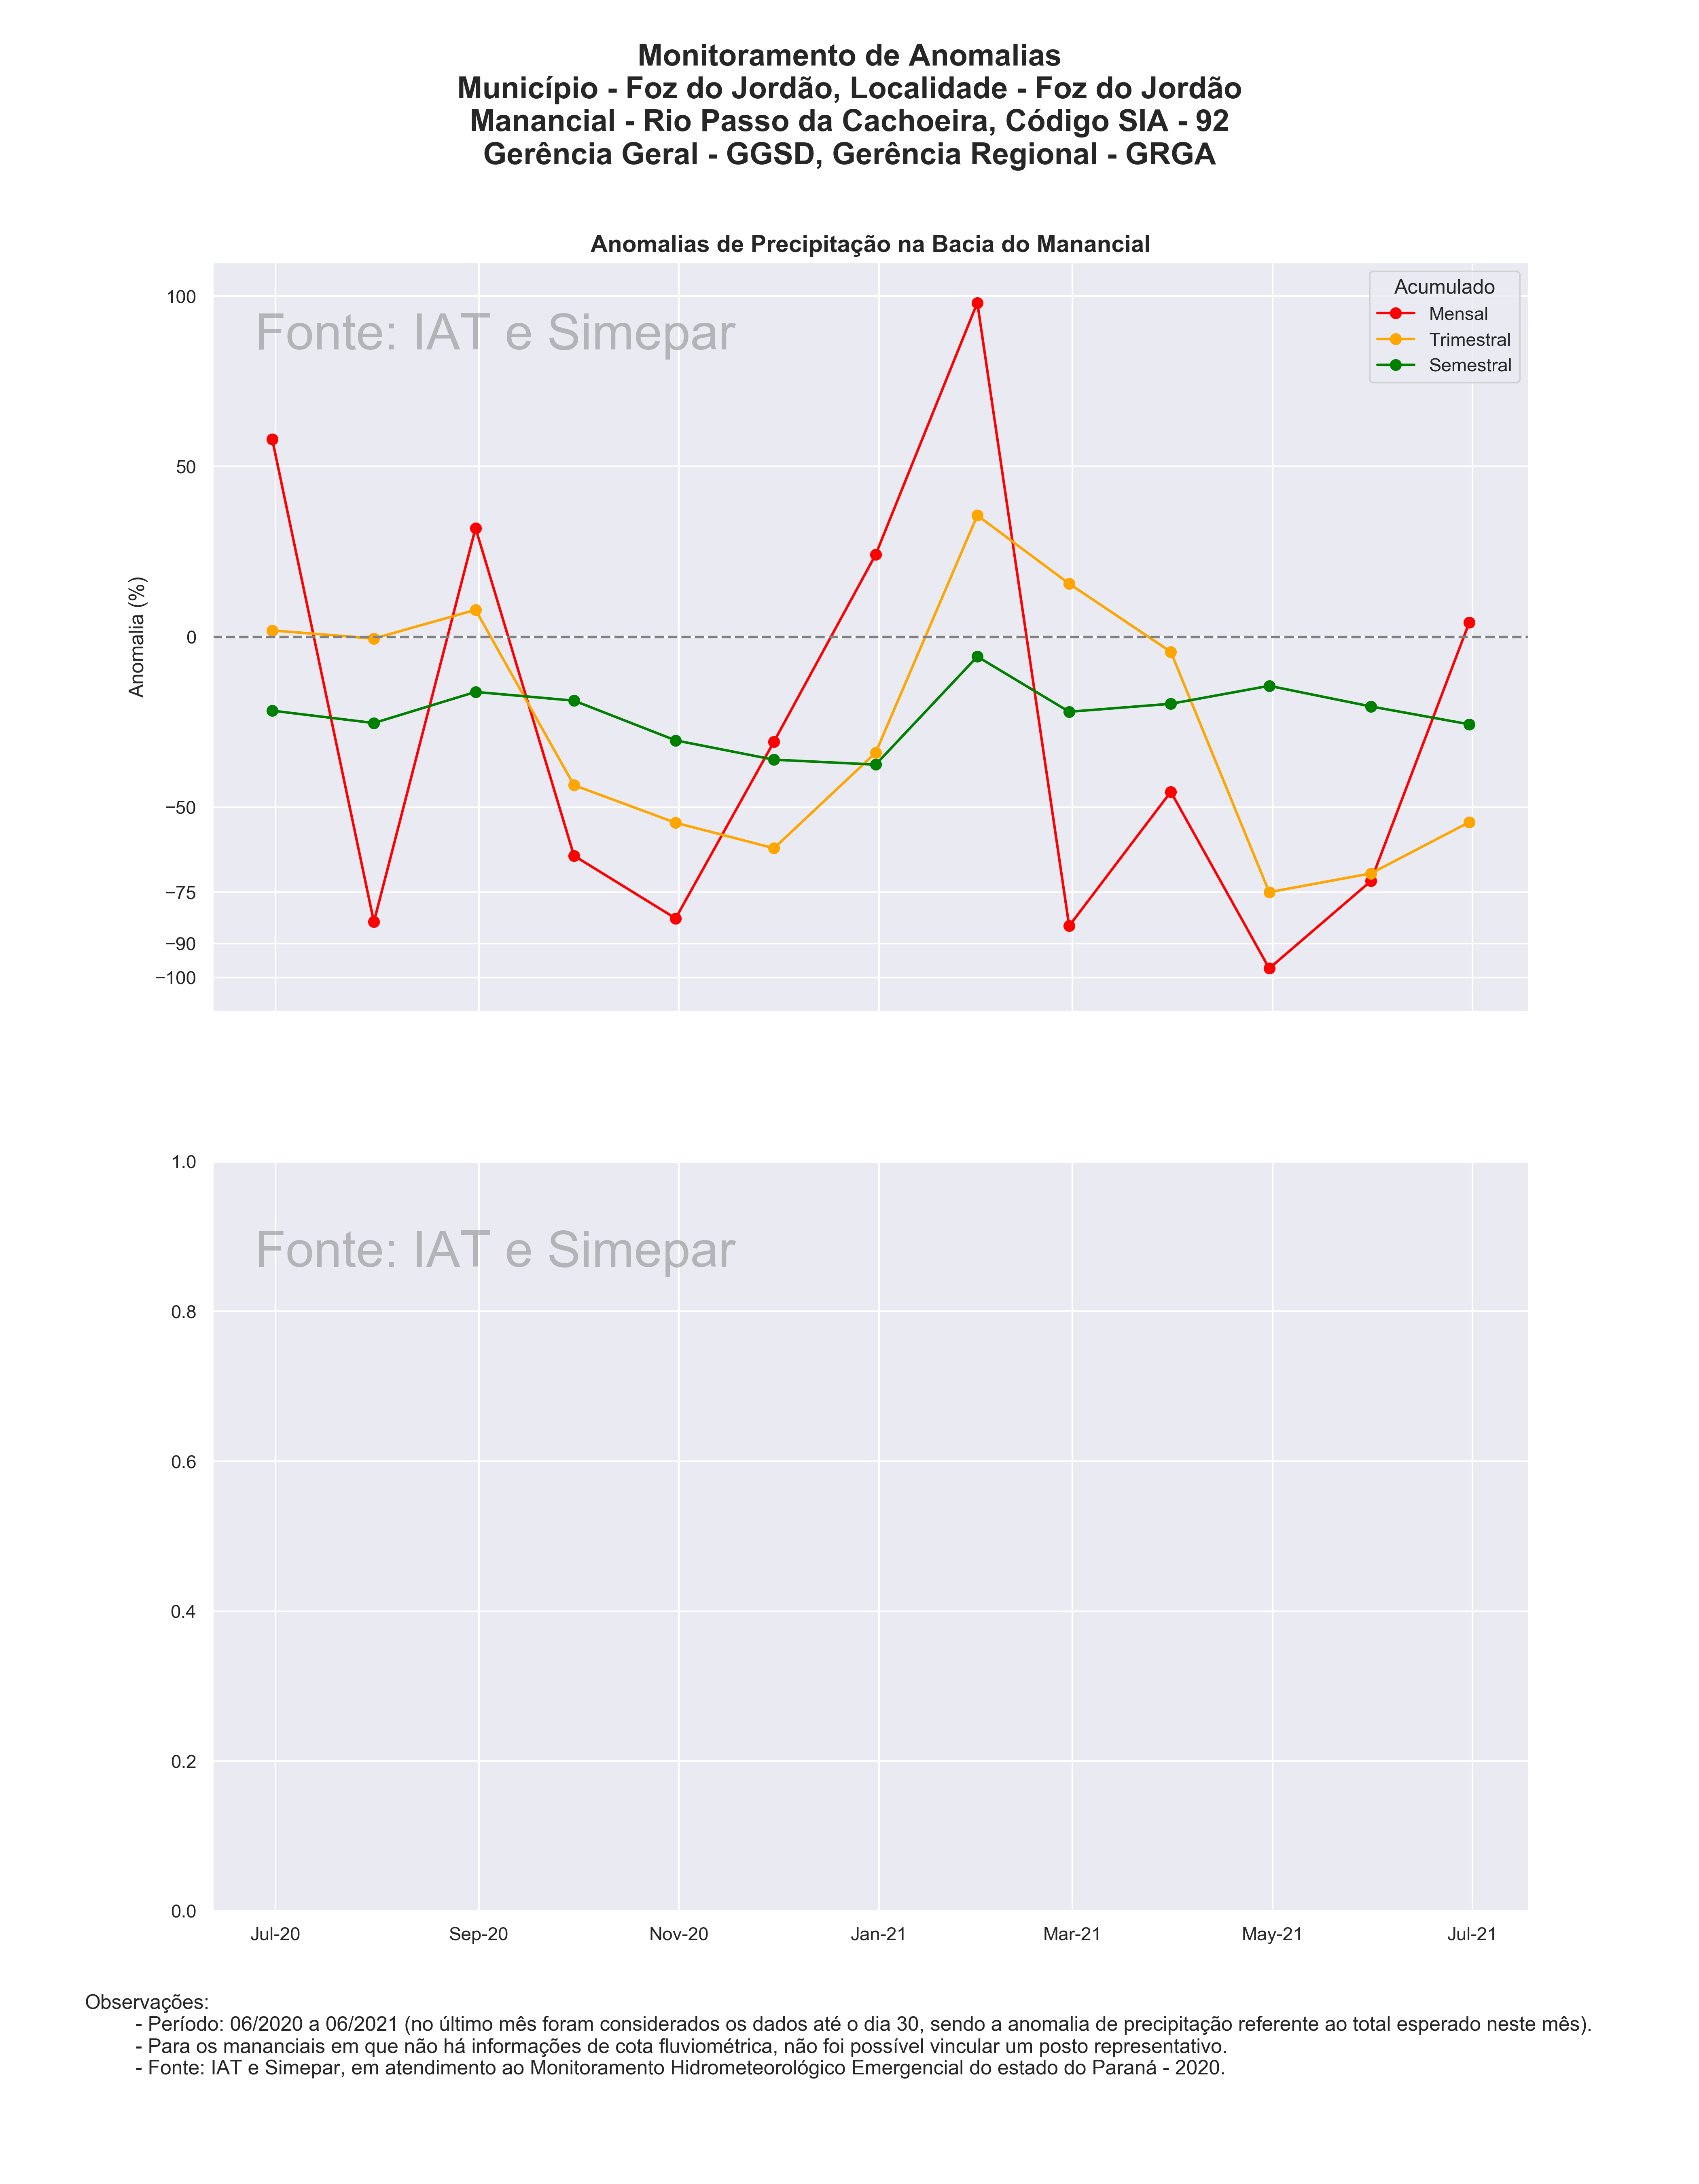 Monitoramento de Anomalias
Município - Foz do Jordão, Localidade - Foz do Jordão
Manancial - Rio Passo da Cachoeira, Código SIA - 92
Gerência Geral - GGSD, Gerência Regional - GRGA
Anomalias de Precipitação na Bacia do Manancial
Fonte: IAT e Simepar
Acumulado
Mensal
Trimestral
Semestral
Anomalia (%)
100
50
0
−50
−75
−90
−100
Fonte: IAT e Simepar
1.0
0.8
0.6
0.4
0.2
0.0
Jul-20 Sep-20 Nov-20 Jan-21 Mar-21 May-21 Jul-21
Observações:
- Período: 06/2020 a 06/2021 (no último mês foram considerados os dados até o dia 30, sendo a anomalia de precipitação referente ao total esperado neste mês).
- Para os mananciais em que não há informações de cota fluviométrica, não foi possível vincular um posto representativo.
- Fonte: IAT e Simepar, em atendimento ao Monitoramento Hidrometeorológico Emergencial do estado do Paraná - 2020.